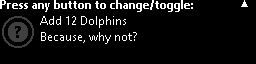 Press any button to change/toggle:
Add 12 Dolphins
Because, why not?